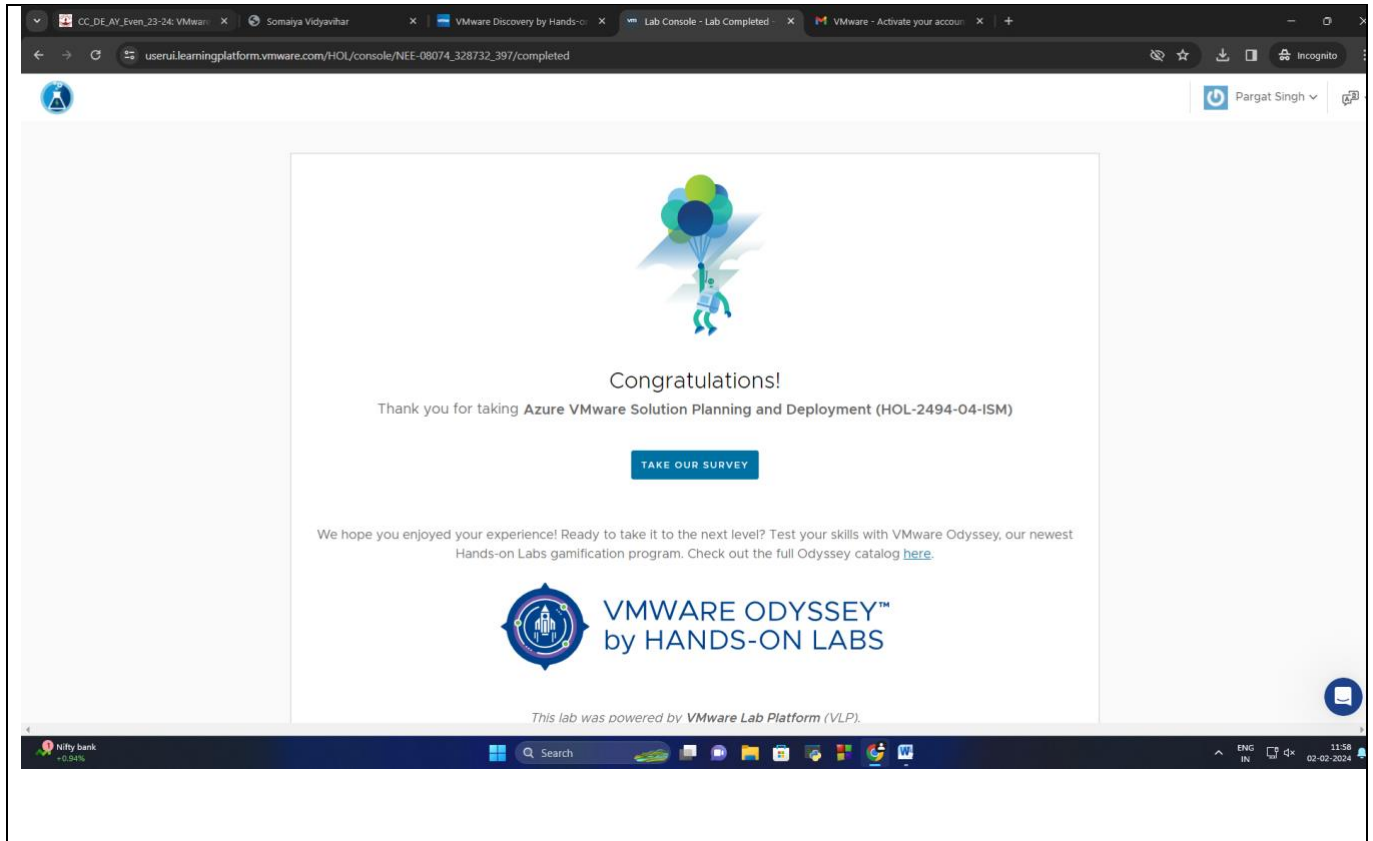 CC_DE_AY_Even_23-24: VMwar
Somaiya Vidyavihar
VMware Discovery by Hands-o
Lab Console - Lab Completed -
VMware - Activate your accoun
userui.learningplatform.vmware.com/HOL/console/NEE-08074_328732_397/completed
Incognito
Pargat Singh
Congratulations!
Thank you for taking Azure VMware Solution Planning and Deployment (HOL-2494-04-ISM)
TAKE OUR SURVEY
We hope you enjoyed your experience! Ready to take it to the next level? Test your skills with VMware Odyssey, our newest
Hands-on Labs gamification program. Check out the full Odyssey catalog here.
VMWARE ODYSSEY™
by HANDS-ON LABS
This lab was powered by VMware Lab Platform (VLP).
1
Nifty bank
+0.94%
Search
ENG
IN
11:58
02-02-2024